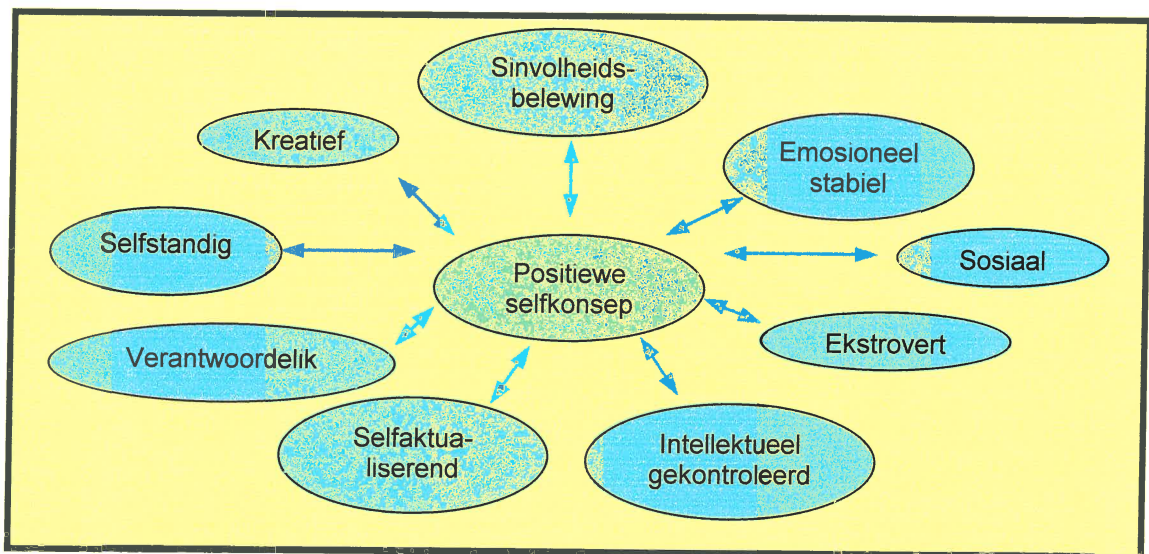 Sinvolheids-
belewing
Kreatief
Emosioneel
stabiel
Selfstandig
Sosiaal
Positiewe
selfkonsep
Ekstrovert
Verantwoordelik
Selfaktua-
liserend
Intellektueel
gekontroleerd